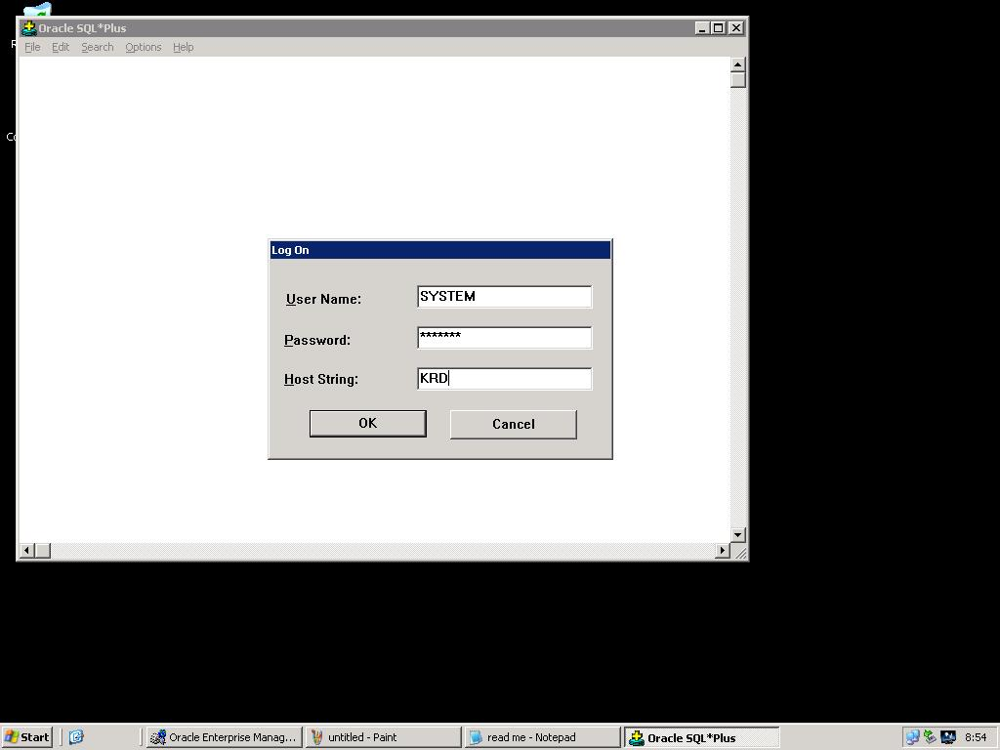 Oracle SQL*Plus
File Edit Search Options Help
Log On
User Name: SYSTEM
Password: *******
Host String: KRD
OK Cancel
Start Oracle Enterprise Manag... untitled - Paint read me - Notepad Oracle SQL*Plus 8:54